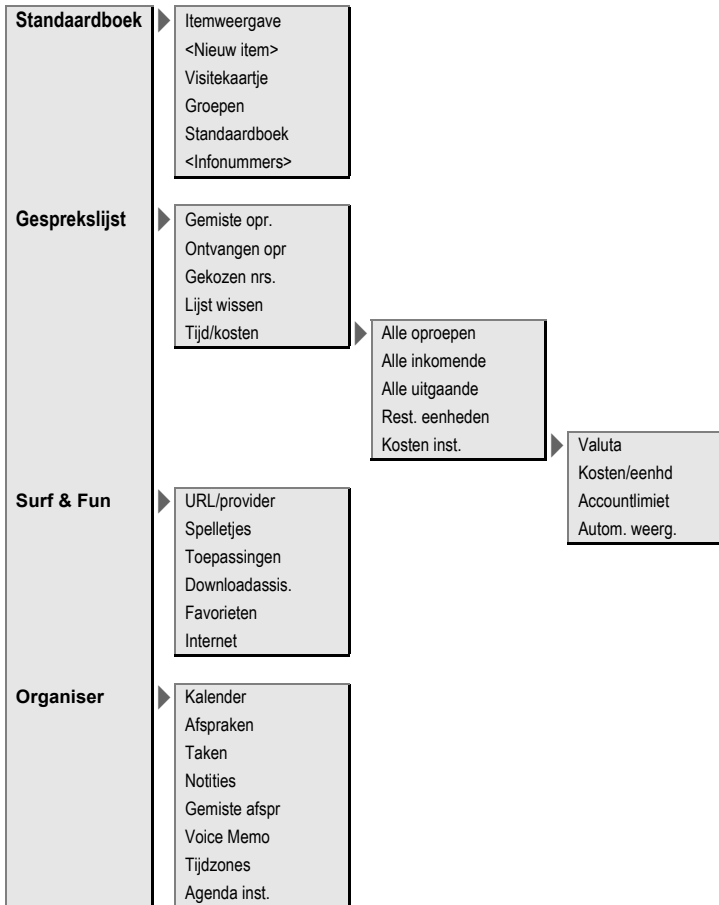 Standaardboek
Itemweergave
<Nieuw item>
Visitekaartje
Groepen
Standaardboek
<Infonummers>
Gesprekslijst
Gemiste opr.
Ontvangen opr
Gekozen nrs.
Lijst wissen
Tijd/kosten
Alle oproepen
Alle inkomende
Alle uitgaande
Rest. eenheden
Kosten inst.
Valuta
Kosten/eenhd
Accountlimiet
Autom. weerg.
Surf & Fun
URL/provider
Spelletjes
Toepassingen
Downloadassis.
Favorieten
Internet
Organiser
Kalender
Afspraken
Taken
Notities
Gemiste afspr
Voice Memo
Tijdzones
Agenda inst.